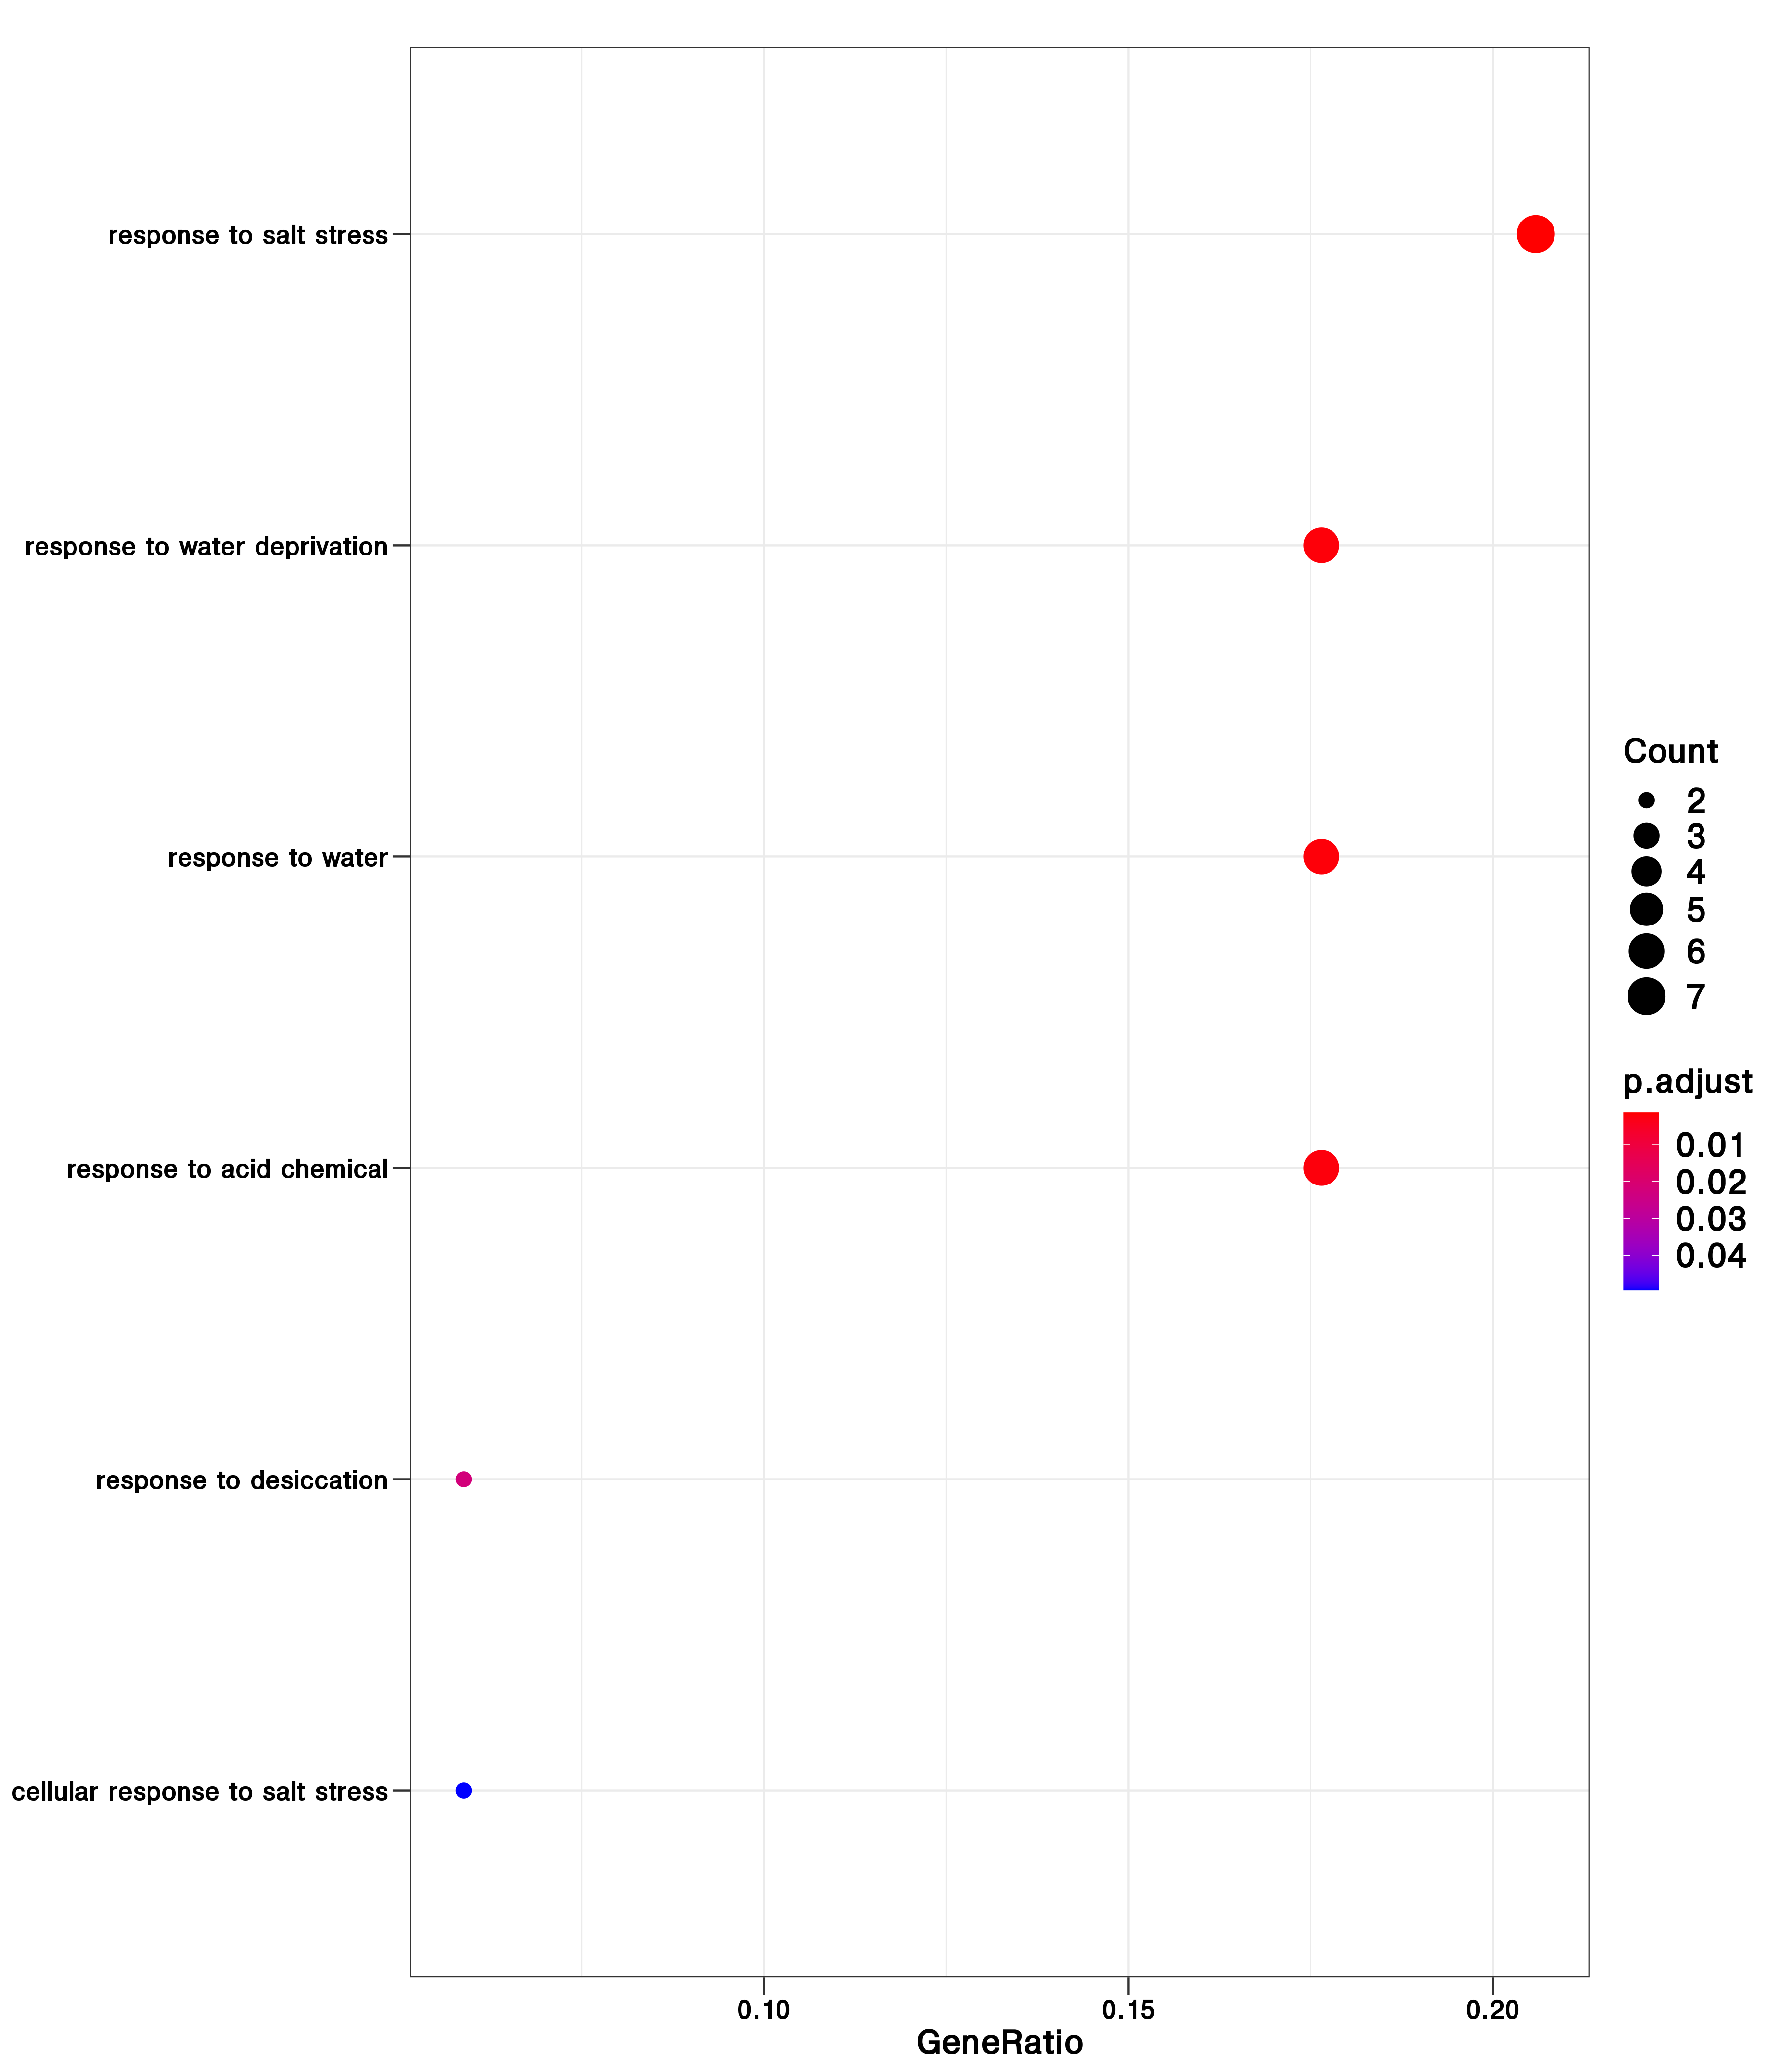 response to salt stress
response to water deprivation
response to water
response to acid chemical
response to desiccation
cellular response to salt stress
0.10 0.15 0.20
GeneRatio
Count
2
3
4
5
6
7
p.adjust
0.01
0.02
0.03
0.04